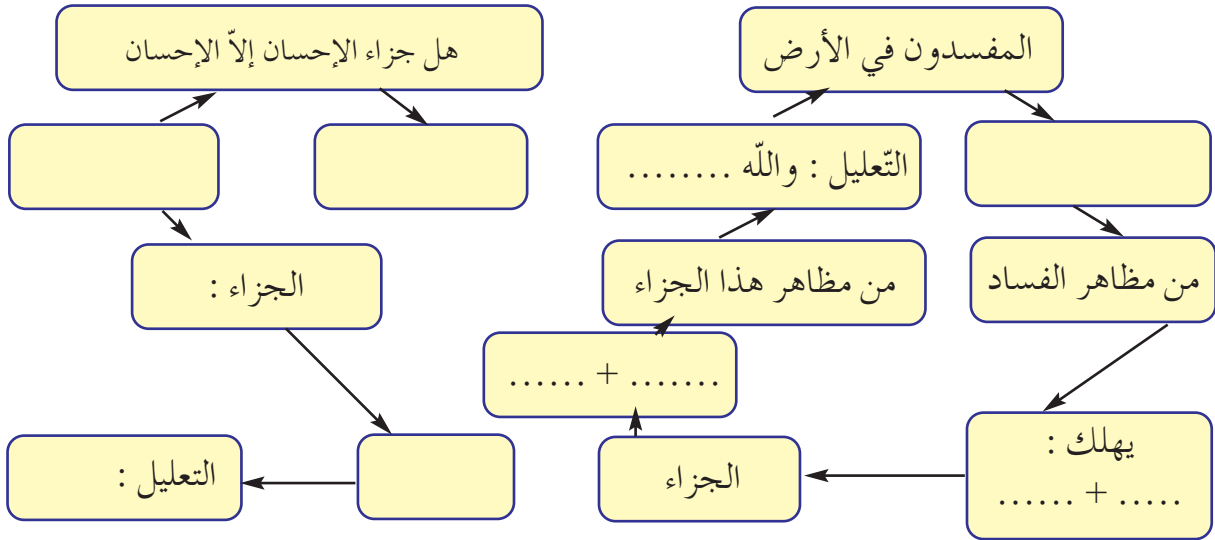 المفسدون في الأرض
هل جزاء الإحسان إلاّ الإحسان
التّعليل : واللّه ........
من مظاهر الفساد
من مظاهر هذا الجزاء
الجزاء :
....... + ......
يهلك :
..... + ......
الجزاء
التعليل :